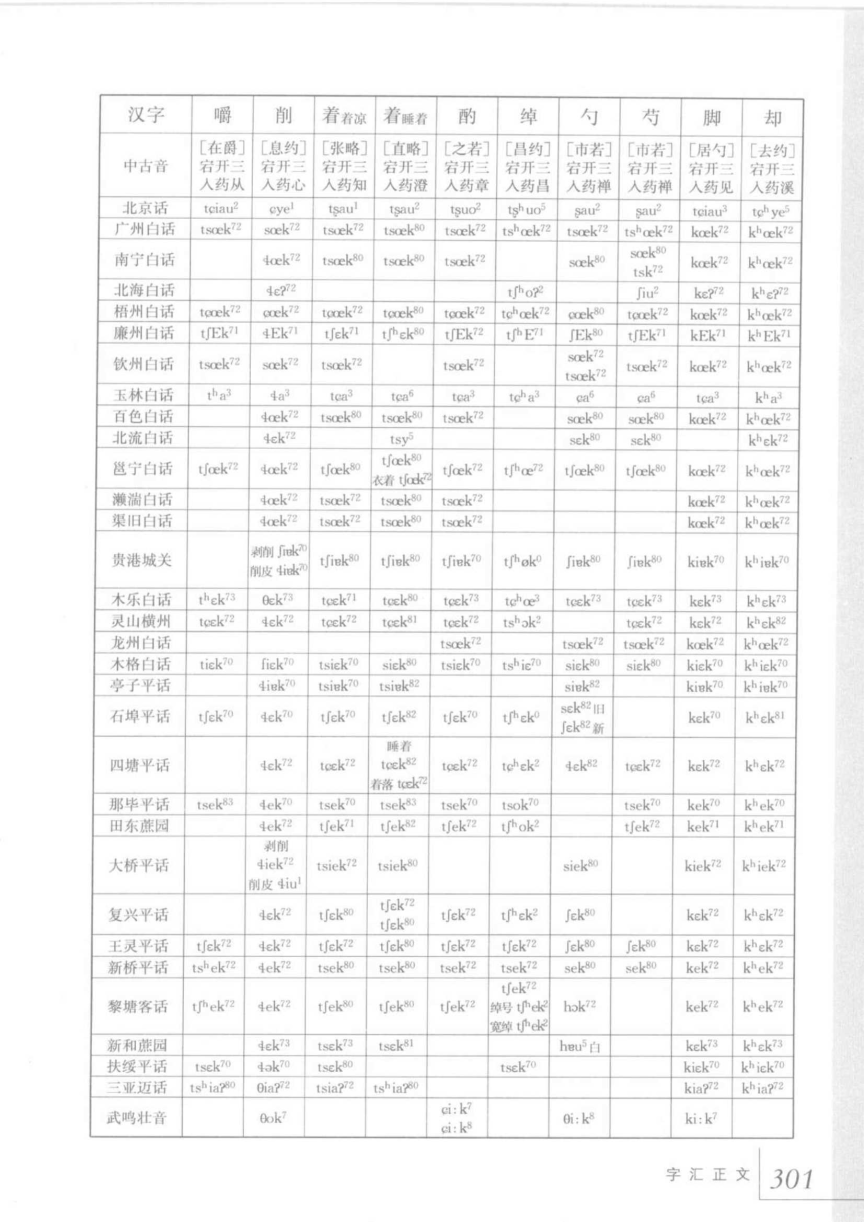 汉字 嚼 削 着着凉 着睡着 酌 绰 勺 芍 脚 却
中古音 [在爵]宕开三入药从 [息约]宕开三入药心 [张略]宕开三入药知 [直略]宕开三入药澄 [之若]宕开三入药章 [昌约]宕开三入药昌 [市若]宕开三入药禅 [市若]宕开三入药禅 [居勺]宕开三入药见 [去约]宕开三入药溪
北京话 tɕiau² ɕye¹ tʂau¹ tʂau² tʂuo² tʂʰuo⁵ ʂau² ʂau² tɕiau³ tɕʰye⁵
广州白话 tsœk⁷² sœk⁷² tsœk⁷² tsœk⁸⁰ tsœk⁷² tsʰœk⁷² tsœk⁷² tsʰœk⁷² kœk⁷² kʰœk⁷²
南宁白话 ɬœk⁷² tsœk⁸⁰ tsœk⁸⁰ tsœk⁷² sœk⁸⁰ sœk⁸⁰ tsk⁷² kœk⁷² kʰœk⁷²
北海白话 ɬɛʔ⁷² tʃʰoʔ² ʃiu² kɛʔ⁷² kʰɛʔ⁷²
梧州白话 tɕœk⁷² ɕœk⁷² tɕœk⁷² tɕœk⁸⁰ tɕœk⁷² tɕʰœk⁷² ɕœk⁸⁰ tɕœk⁷² kœk⁷² kʰœk⁷²
廉州白话 tʃEk⁷¹ ɬEk⁷¹ tʃɛk⁷¹ tʃʰɛk⁸⁰ tʃEk⁷² tʃʰE⁷¹ ʃEk⁸⁰ tʃEk⁷¹ kEk⁷¹ kʰEk⁷¹
钦州白话 tsœk⁷² sœk⁷² tsœk⁷² tsœk⁷² sœk⁷² tsœk⁷² tsœk⁷² kœk⁷² kʰœk⁷²
玉林白话 tʰa³ ɬa³ tɕa³ tɕa⁶ tɕa³ tɕʰa³ ɕa⁶ ɕa⁶ tɕa³ kʰa³
百色白话 ɬœk⁷² tsœk⁸⁰ tsœk⁸⁰ tsœk⁷² sœk⁸⁰ sœk⁸⁰ kœk⁷² kʰœk⁷²
北流白话 ɬɛk⁷² tsy⁵ sɛk⁸⁰ sɛk⁸⁰ kʰɛk⁷²
邕宁白话 tʃœk⁷² ɬœk⁷² tʃœk⁸⁰ tʃœk⁸⁰ 衣着 tʃœk⁷² tʃœk⁷² tʃʰœ⁷² tʃœk⁸⁰ tʃœk⁸⁰ kœk⁷² kʰœk⁷²
濑湍白话 ɬœk⁷² tsœk⁷² tsœk⁸⁰ tsœk⁷² kœk⁷² kʰœk⁷²
渠旧白话 ɬœk⁷² tsœk⁷² tsœk⁸⁰ tsœk⁷² kœk⁷² kʰœk⁷²
贵港城关 剥削 ʃiɐk⁷⁰ 削皮 ɬiɐk⁷⁰ tʃiɐk⁸⁰ tʃiɐk⁸⁰ tʃiɐk⁷⁰ tʃʰøk⁰ ʃiɐk⁸⁰ ʃiɐk⁸⁰ kiɐk⁷⁰ kʰiɐk⁷⁰
木乐白话 tʰɛk⁷³ θɛk⁷³ tɕɛk⁷¹ tɕɛk⁸⁰ tɕɛk⁷³ tɕʰœ³ tɕɛk⁷³ tɕɛk⁷³ kɛk⁷³ kʰɛk⁷³
灵山横州 tɕɛk⁷² ɬɛk⁷² tɕɛk⁷² tɕɛk⁸¹ tɕɛk⁷² tsʰɔk² tɕɛk⁷² kɛk⁷² kʰɛk⁸²
龙州白话 tsœk⁷² tsœk⁷² tsœk⁷² kœk⁷² kʰœk⁷²
木格白话 tiɛk⁷⁰ fiɛk⁷⁰ tsiɛk⁷⁰ siɛk⁸⁰ tsiɛk⁷⁰ tsʰiɛ⁷⁰ siɛk⁸⁰ siɛk⁸⁰ kiɛk⁷⁰ kʰiɛk⁷⁰
亭子平话 ɬiɐk⁷⁰ tsiɐk⁷⁰ tsiɐk⁸² siɐk⁸² kiɐk⁷⁰ kʰiɐk⁷⁰
石埠平话 tʃɛk⁷⁰ ɬɛk⁷⁰ tʃɛk⁷⁰ tʃɛk⁸² tʃɛk⁷⁰ tʃʰɛk⁰ sɛk⁸²旧 ʃɛk⁸²新 kɛk⁷⁰ kʰɛk⁸¹
四塘平话 ɬɛk⁷² tɕɛk⁷² 睡着 tɕɛk⁸² 着落 tɕɛk⁷² tɕɛk⁷² tɕʰɛk² ɬɛk⁸² tɕɛk⁷² kɛk⁷² kʰɛk⁷²
那毕平话 tsek⁸³ ɬek⁷⁰ tsek⁷⁰ tsek⁸³ tsek⁷⁰ tsok⁷⁰ tsek⁷⁰ kek⁷⁰ kʰek⁷⁰
田东蔗园 ɬek⁷² tʃek⁷¹ tʃek⁸² tʃek⁷² tʃʰok² tʃek⁷² kek⁷¹ kʰek⁷¹
大桥平话 剥削 ɬiek⁷² 削皮 ɬiu¹ tsiek⁷² tsiek⁸⁰ siek⁸⁰ kiek⁷² kʰiek⁷²
复兴平话 ɬɛk⁷² tʃɛk⁸⁰ tʃɛk⁷² tʃɛk⁸⁰ tʃɛk⁷² tʃʰɛk² ʃɛk⁸⁰ kɛk⁷² kʰɛk⁷²
王灵平话 tʃɛk⁷² ɬɛk⁷² tʃɛk⁷² tʃɛk⁸⁰ tʃɛk⁷² tʃɛk⁷² ʃɛk⁸⁰ ʃɛk⁸⁰ kɛk⁷² kʰɛk⁷²
新桥平话 tsʰek⁷² ɬek⁷² tsek⁸⁰ tsek⁸⁰ tsek⁷² tsek⁷² sek⁸⁰ sek⁸⁰ kek⁷² kʰek⁷²
黎塘客话 tʃʰek⁷² ɬek⁷² tʃek⁸⁰ tʃek⁸⁰ tʃek⁷² tʃek⁷² 绰号 tʃʰek² 宽绰 tʃʰek² hɔk⁷² kek⁷² kʰek⁷²
新和蔗园 ɬɛk⁷³ tsɛk⁷³ tsɛk⁸¹ hɐu⁵白 kɛk⁷³ kʰɛk⁷³
扶绥平话 tsɛk⁷⁰ ɬək⁷⁰ tsɛk⁸⁰ tsɛk⁷⁰ kiɛk⁷⁰ kʰiɛk⁷⁰
三亚迈话 tsʰiaʔ⁸⁰ θiaʔ⁷² tsiaʔ⁷² tsʰiaʔ⁸⁰ kiaʔ⁷² kʰiaʔ⁷²
武鸣壮音 θok⁷ ɕi:k⁷ ɕi:k⁸ θi:k⁸ ki:k⁷
字汇正文 301